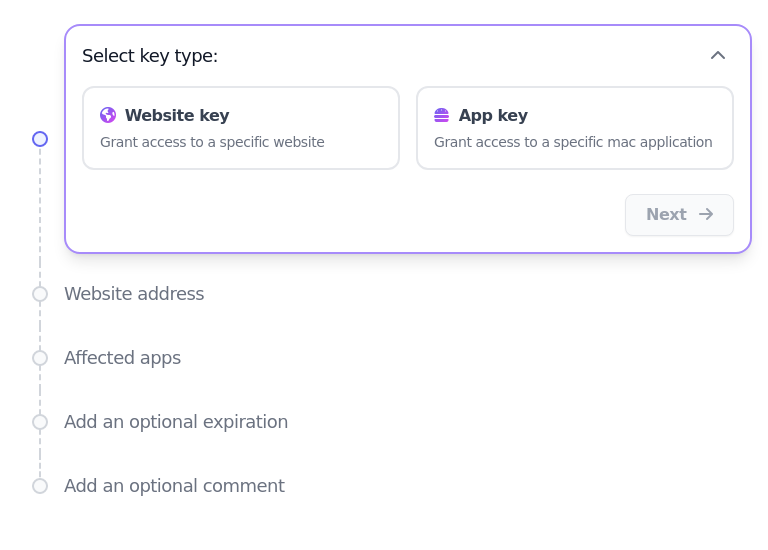 Select key type:
Website key
Grant access to a specific website
App key
Grant access to a specific mac application
Next
Website address
Affected apps
Add an optional expiration
Add an optional comment